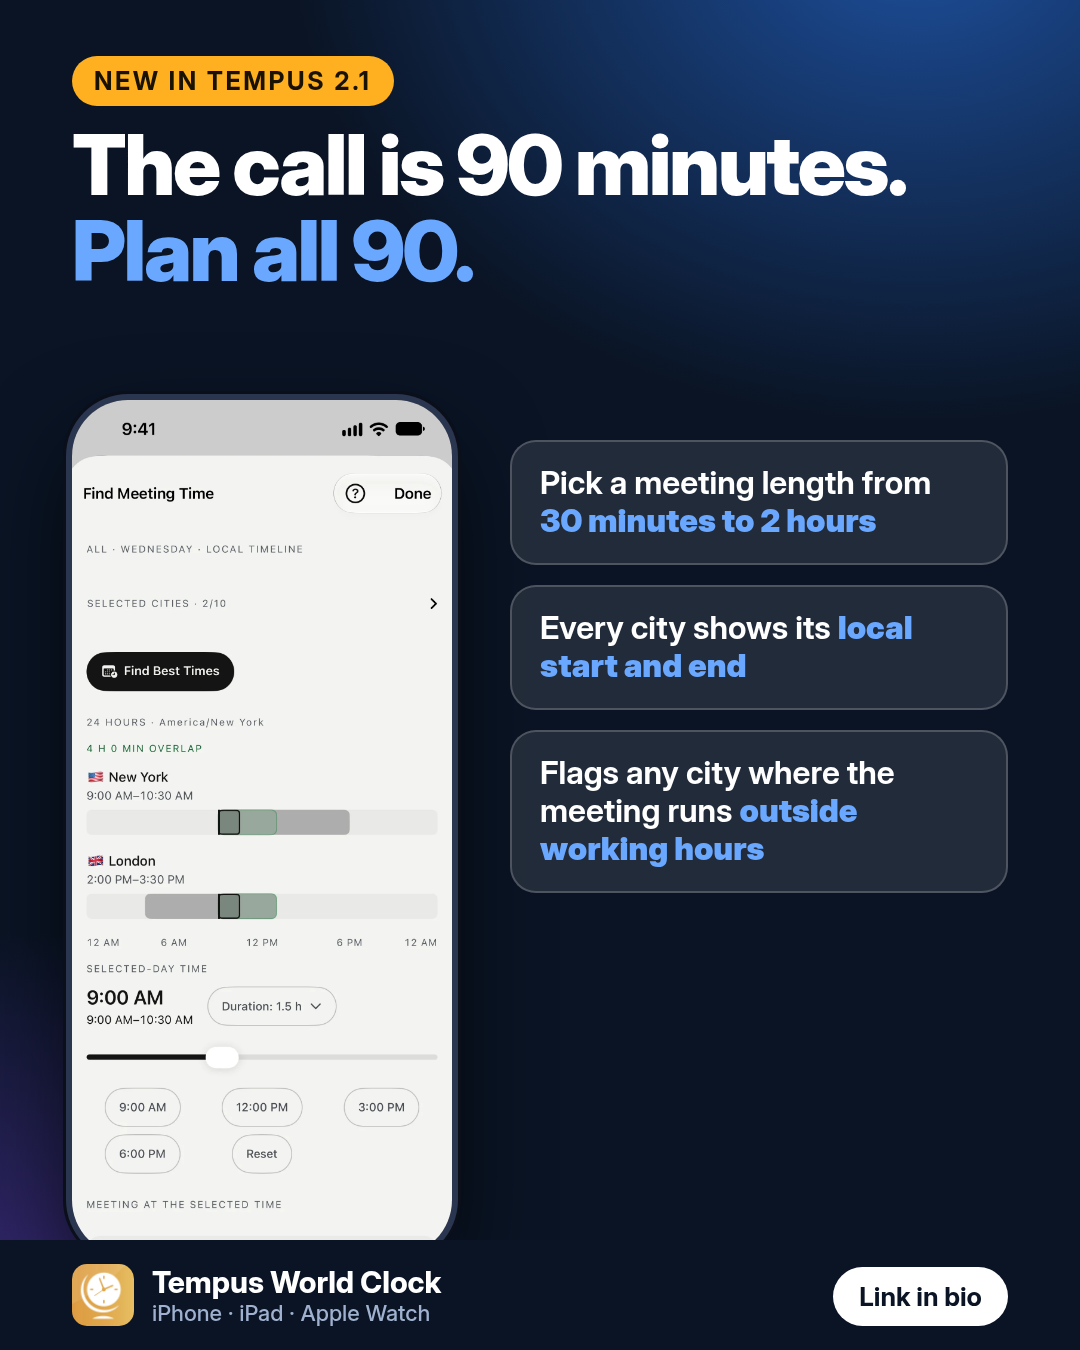 NEW IN TEMPUS 2.1
The call is 90 minutes.
Plan all 90.
9:41
Find Meeting Time
? Done
ALL · WEDNESDAY · LOCAL TIMELINE
SELECTED CITIES · 2/10
Find Best Times
24 HOURS · America/New York
4 H 0 MIN OVERLAP
New York
9:00 AM–10:30 AM
London
2:00 PM–3:30 PM
12 AM 6 AM 12 PM 6 PM 12 AM
SELECTED-DAY TIME
9:00 AM
9:00 AM–10:30 AM
Duration: 1.5 h
9:00 AM 12:00 PM 3:00 PM
6:00 PM Reset
MEETING AT THE SELECTED TIME
Pick a meeting length from
30 minutes to 2 hours
Every city shows its local
start and end
Flags any city where the
meeting runs outside
working hours
Tempus World Clock
iPhone · iPad · Apple Watch
Link in bio